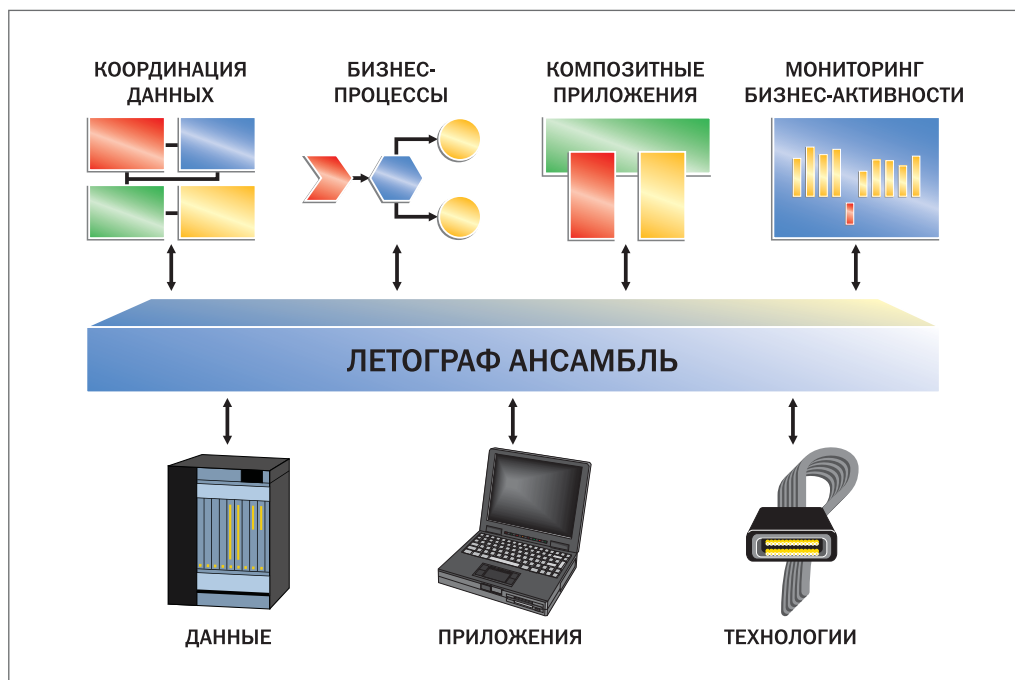 КООРДИНАЦИЯ
ДАННЫХ
БИЗНЕС-
ПРОЦЕССЫ
КОМПОЗИТНЫЕ
ПРИЛОЖЕНИЯ
МОНИТОРИНГ
БИЗНЕС-АКТИВНОСТИ
ЛЕТОГРАФ АНСАМБЛЬ
ДАННЫЕ
ПРИЛОЖЕНИЯ
ТЕХНОЛОГИИ